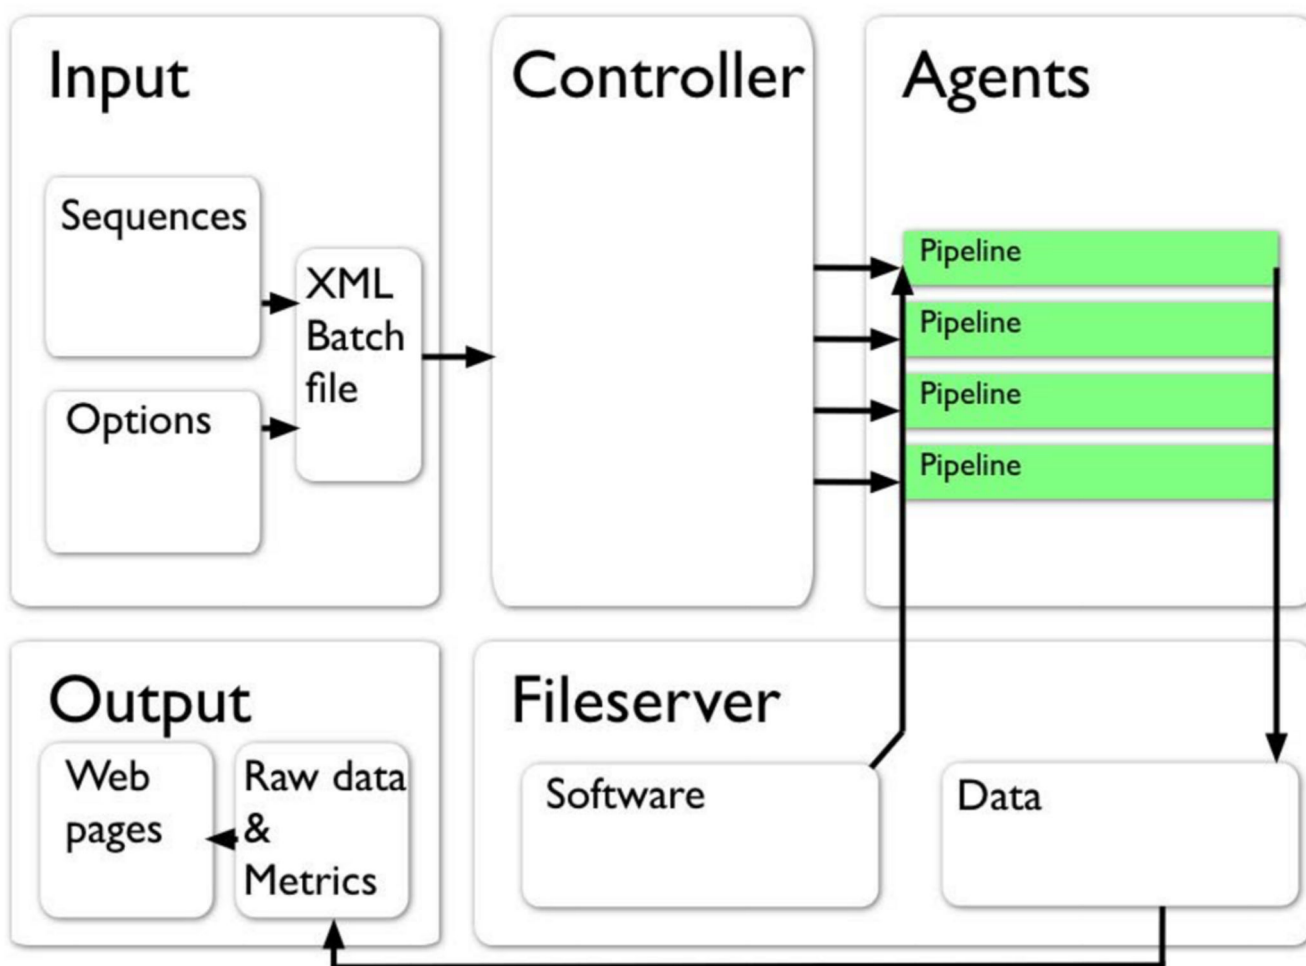 Input
Sequences
Options
XML
Batch
file
Controller
Agents
Pipeline
Pipeline
Pipeline
Pipeline
Output
Web
pages
Raw data
&
Metrics
Fileserver
Software
Data